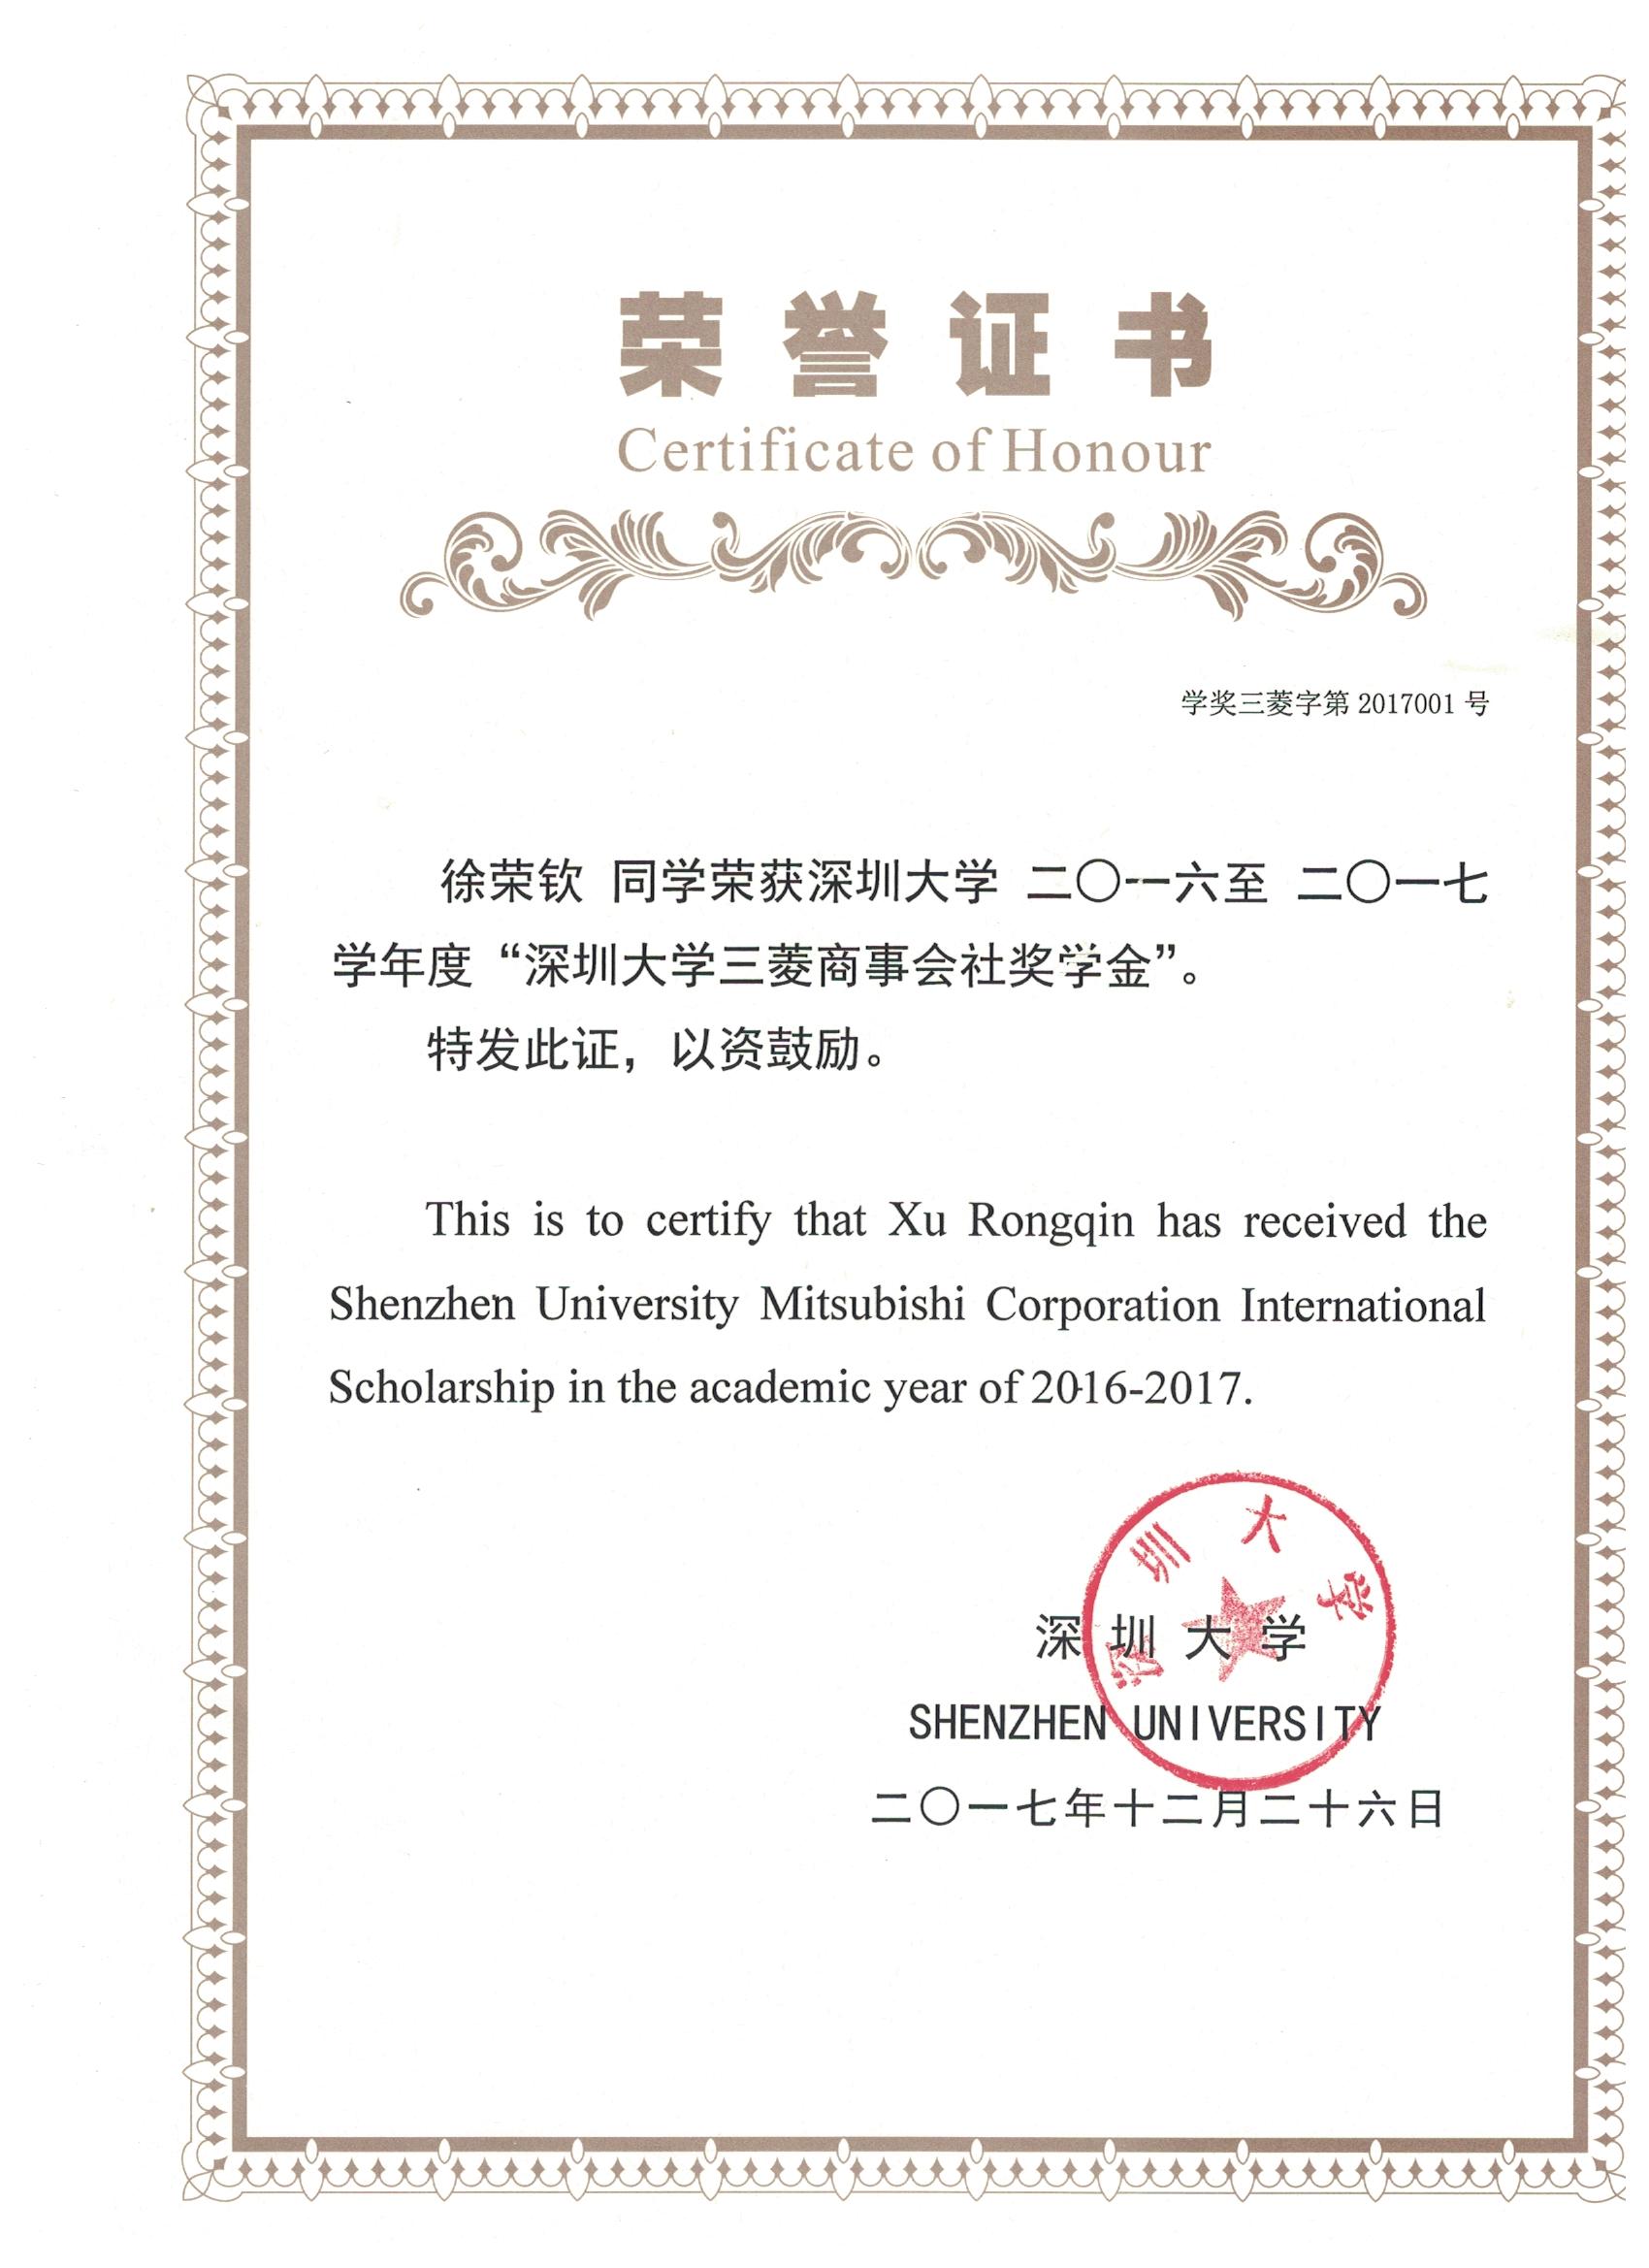 荣誉证书
Certificate of Honour
学奖三菱字第 2017001 号
徐荣钦 同学荣获深圳大学 二〇一六至 二〇一七
学年度“深圳大学三菱商事会社奖学金”。
特发此证，以资鼓励。
This is to certify that Xu Rongqin has received the
Shenzhen University Mitsubishi Corporation International
Scholarship in the academic year of 2016-2017.
深圳大学
深圳大学
SHENZHEN UNIVERSITY
二〇一七年十二月二十六日